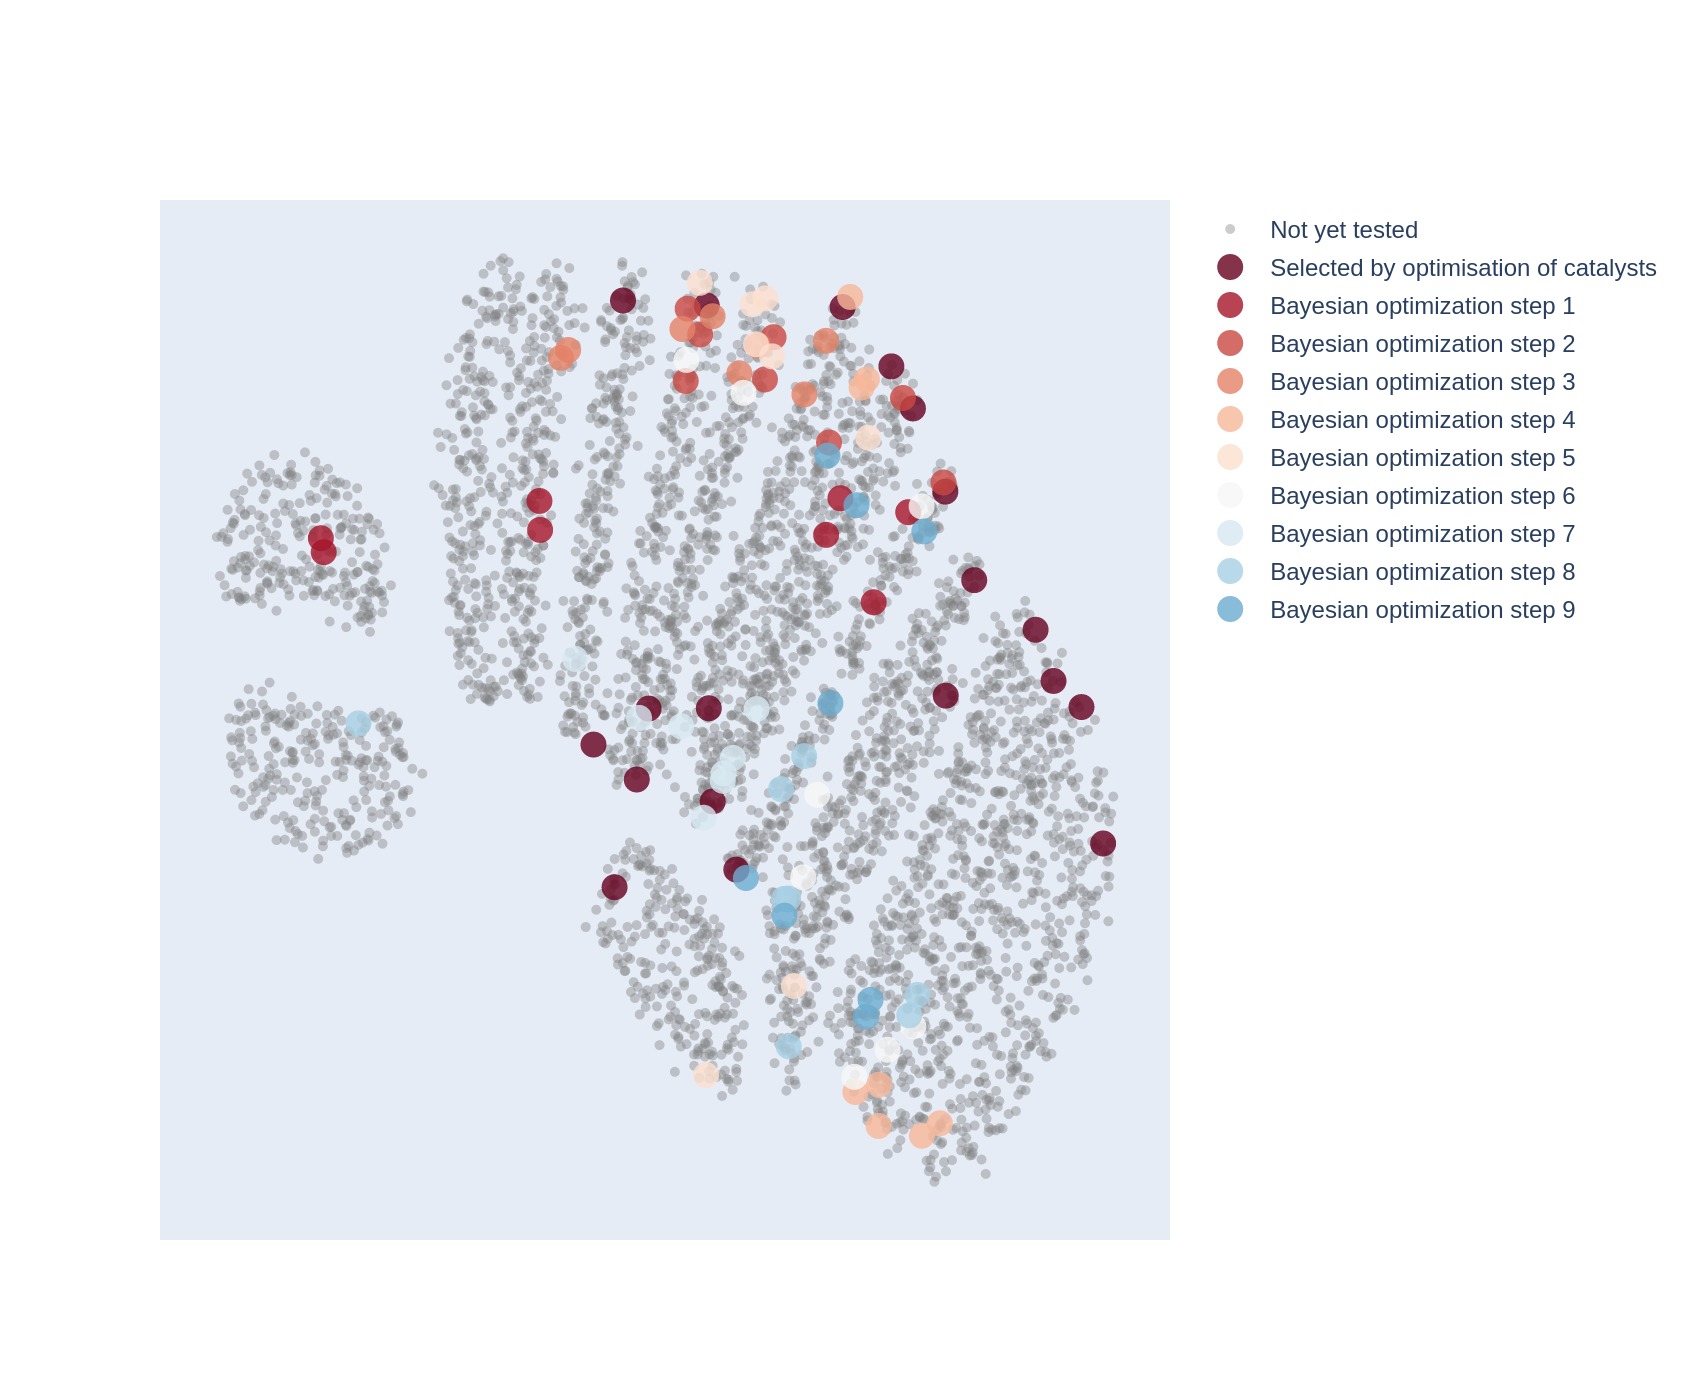 Not yet tested
Selected by optimisation of catalysts
Bayesian optimization step 1
Bayesian optimization step 2
Bayesian optimization step 3
Bayesian optimization step 4
Bayesian optimization step 5
Bayesian optimization step 6
Bayesian optimization step 7
Bayesian optimization step 8
Bayesian optimization step 9